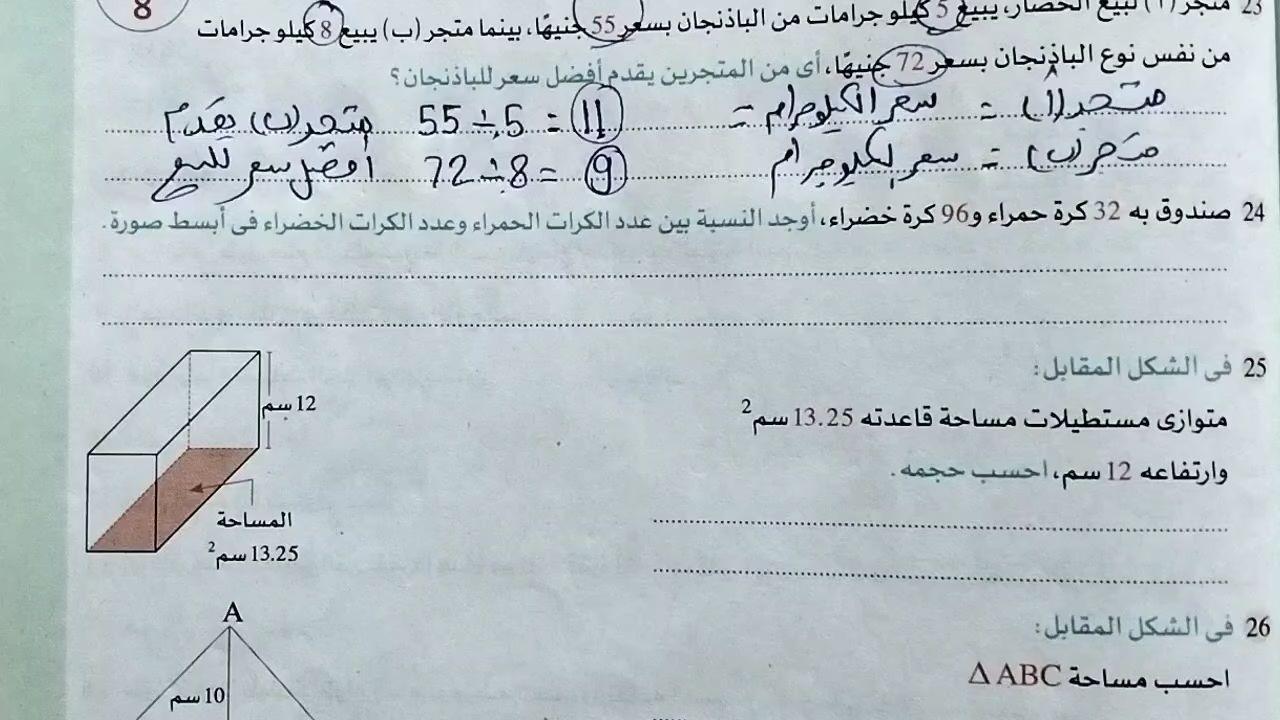 8
23 متجر (أ) لبيع الخضار، يبيع 5 كيلو جرامات من الباذنجان بسعر 55 جنيهًا، بينما متجر (ب) يبيع 8 كيلو جرامات
من نفس نوع الباذنجان بسعر 72 جنيهًا، أى من المتجرين يقدم أفضل سعر للباذنجان؟
متجر (أ) = سعر الكيلوجرام = 55 ÷ 5 = 11 متجر (ب) يقدم
متجر (ب) = سعر لكيلوجرام 72 ÷ 8 = 9 أفضل سعر للبيع
24 صندوق به 32 كرة حمراء و96 كرة خضراء، أوجد النسبة بين عدد الكرات الحمراء وعدد الكرات الخضراء فى أبسط صورة.
25 فى الشكل المقابل:
متوازى مستطيلات مساحة قاعدته 13.25 سم2
وارتفاعه 12 سم، احسب حجمه.
12 سم
المساحة
13.25 سم2
26 فى الشكل المقابل:
احسب مساحة ΔABC
A
10 سم